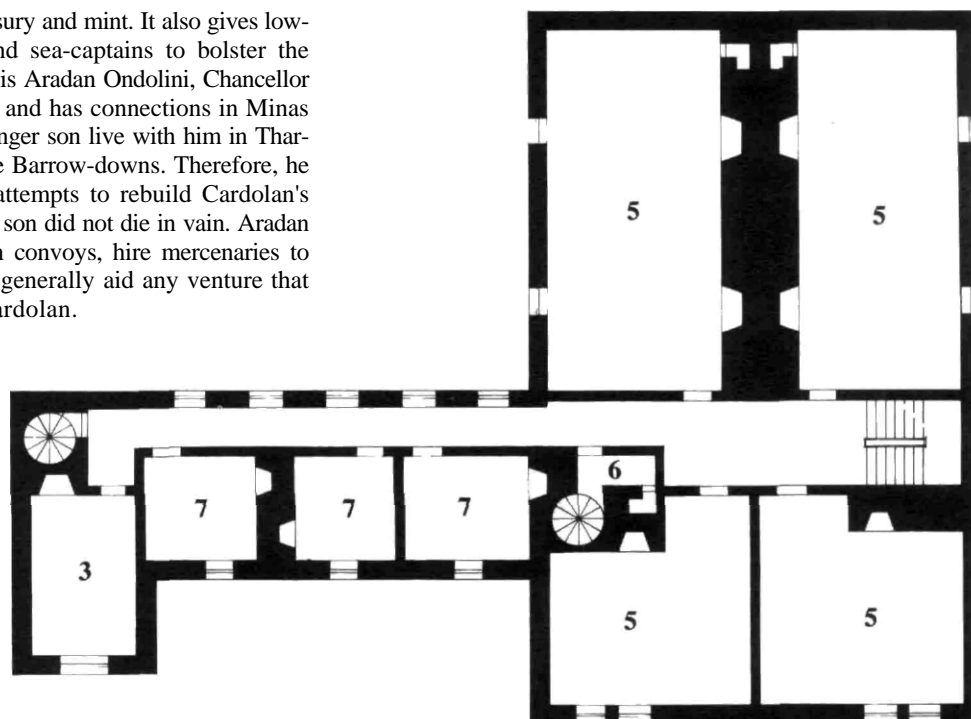 sury and mint. It also gives low-
nd sea-captains to bolster the
is Aradan Ondolini, Chancellor
and has connections in Minas
nger son live with him in Thar-
e Barrow-downs. Therefore, he
attempts to rebuild Cardolan's
son did not die in vain. Aradan
n convoys, hire mercenaries to
generally aid any venture that
ardolan.
5
5
6
7
7
7
3
5
5